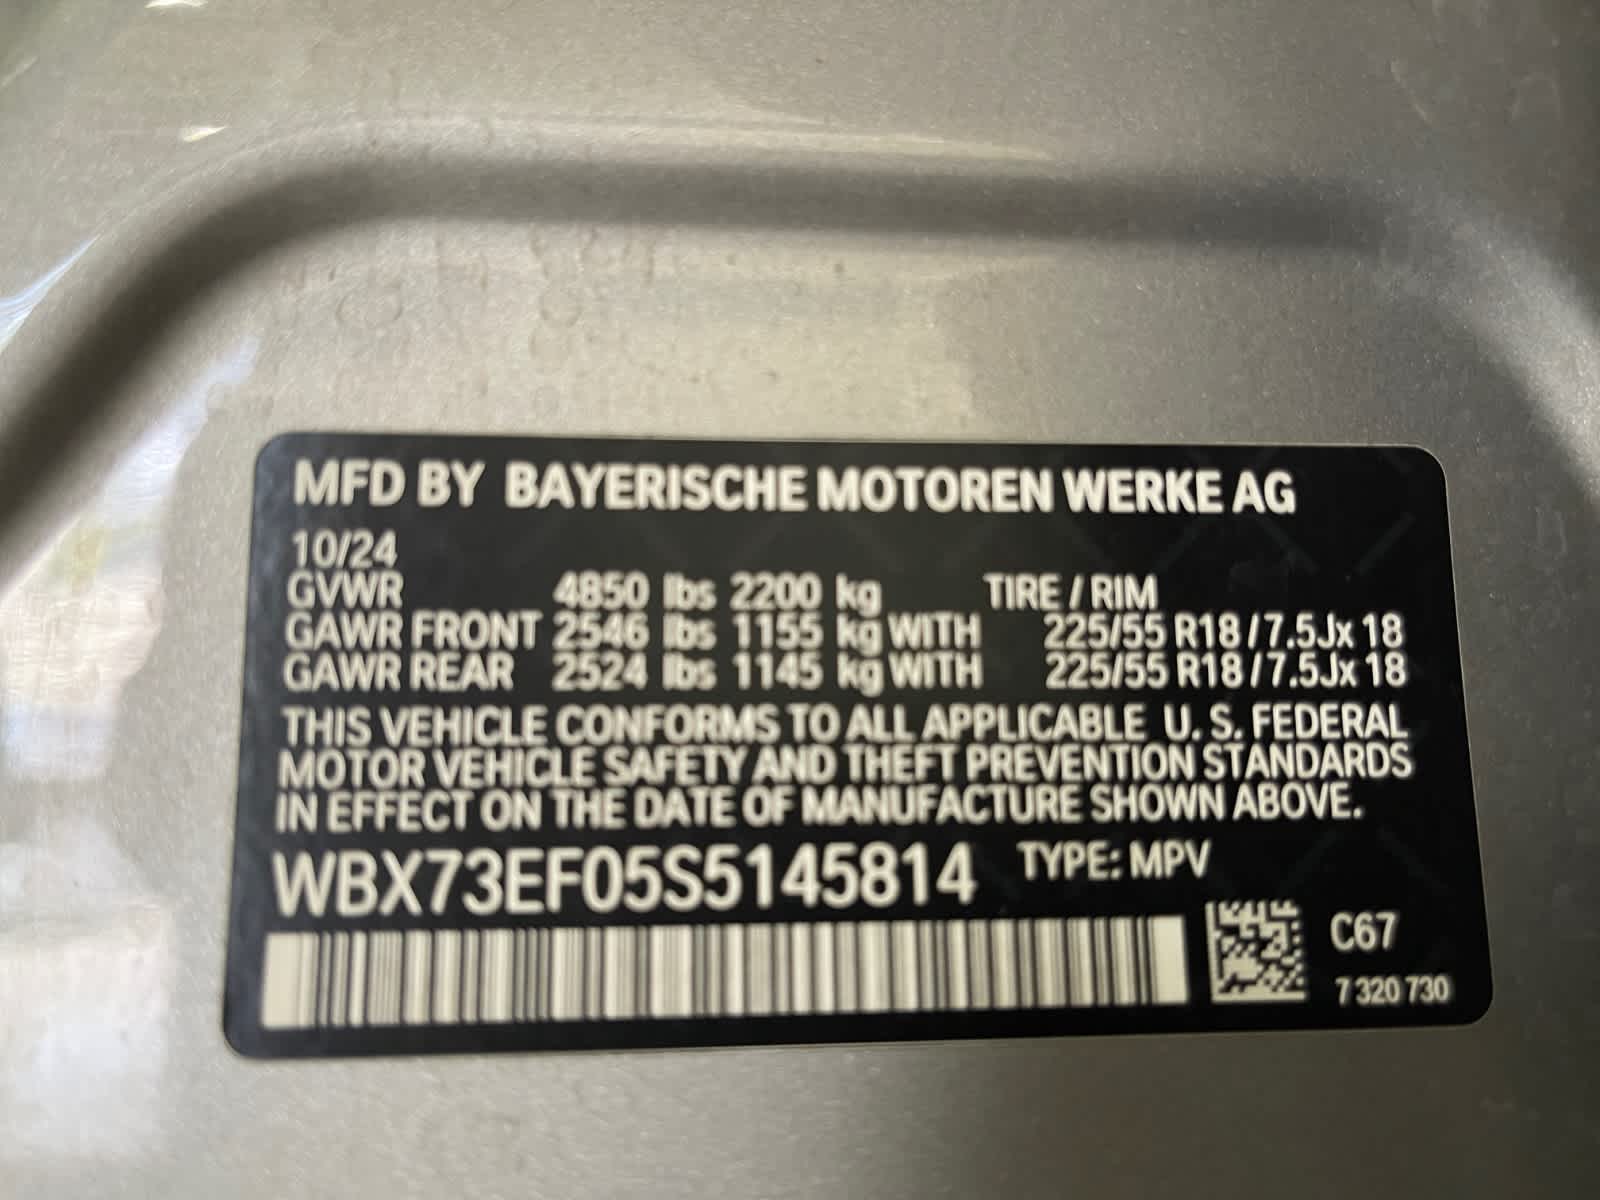 MFD BY BAYERISCHE MOTOREN WERKE AG
10/24
GVWR 4850 lbs 2200 kg TIRE / RIM
GAWR FRONT 2546 lbs 1155 kg WITH 225/55 R18 / 7.5Jx 18
GAWR REAR 2524 lbs 1145 kg WITH 225/55 R18 / 7.5Jx 18
THIS VEHICLE CONFORMS TO ALL APPLICABLE U. S. FEDERAL
MOTOR VEHICLE SAFETY AND THEFT PREVENTION STANDARDS
IN EFFECT ON THE DATE OF MANUFACTURE SHOWN ABOVE.
WBX73EF05S5145814 TYPE: MPV
C67
7 320 730